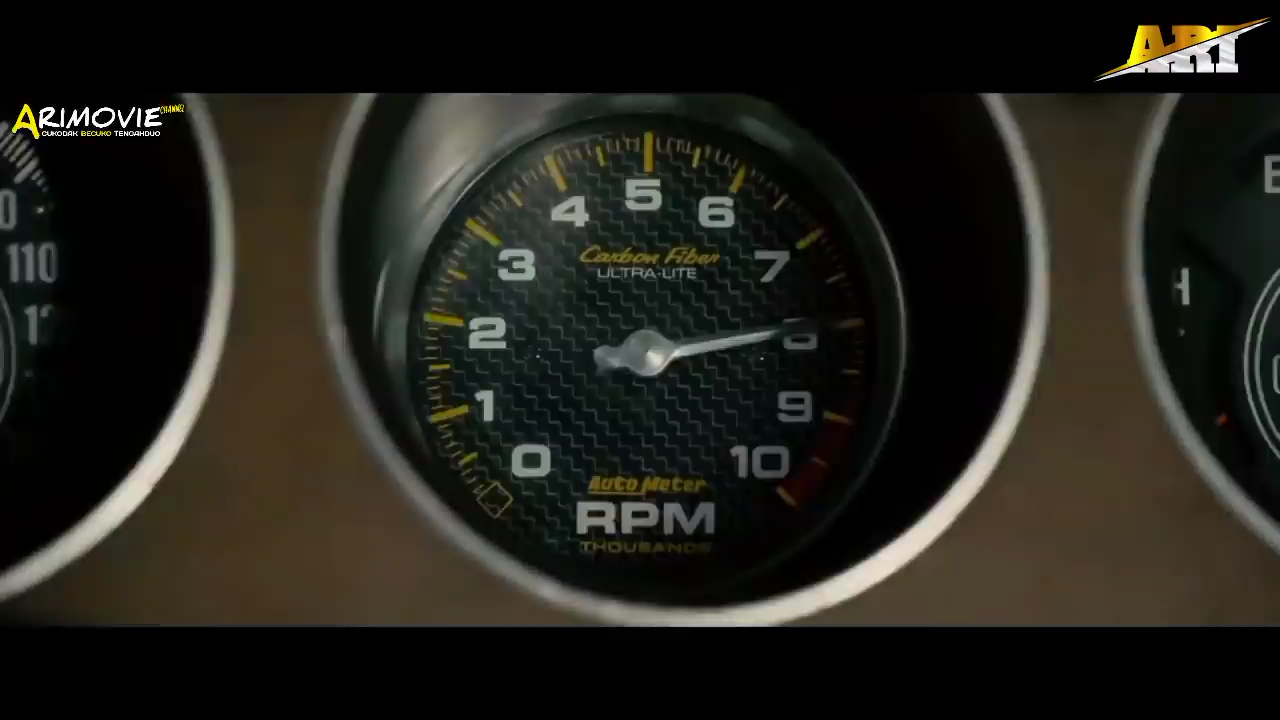 ARI
ARIMOVIE CHANNEL
CUKODAK BECUKO TENGAHDUO
110
4 5 6
3 7
Carbon Fiber
ULTRA-LITE
2 8
1 9
0 10
Auto Meter
RPM
THOUSANDS
H
E